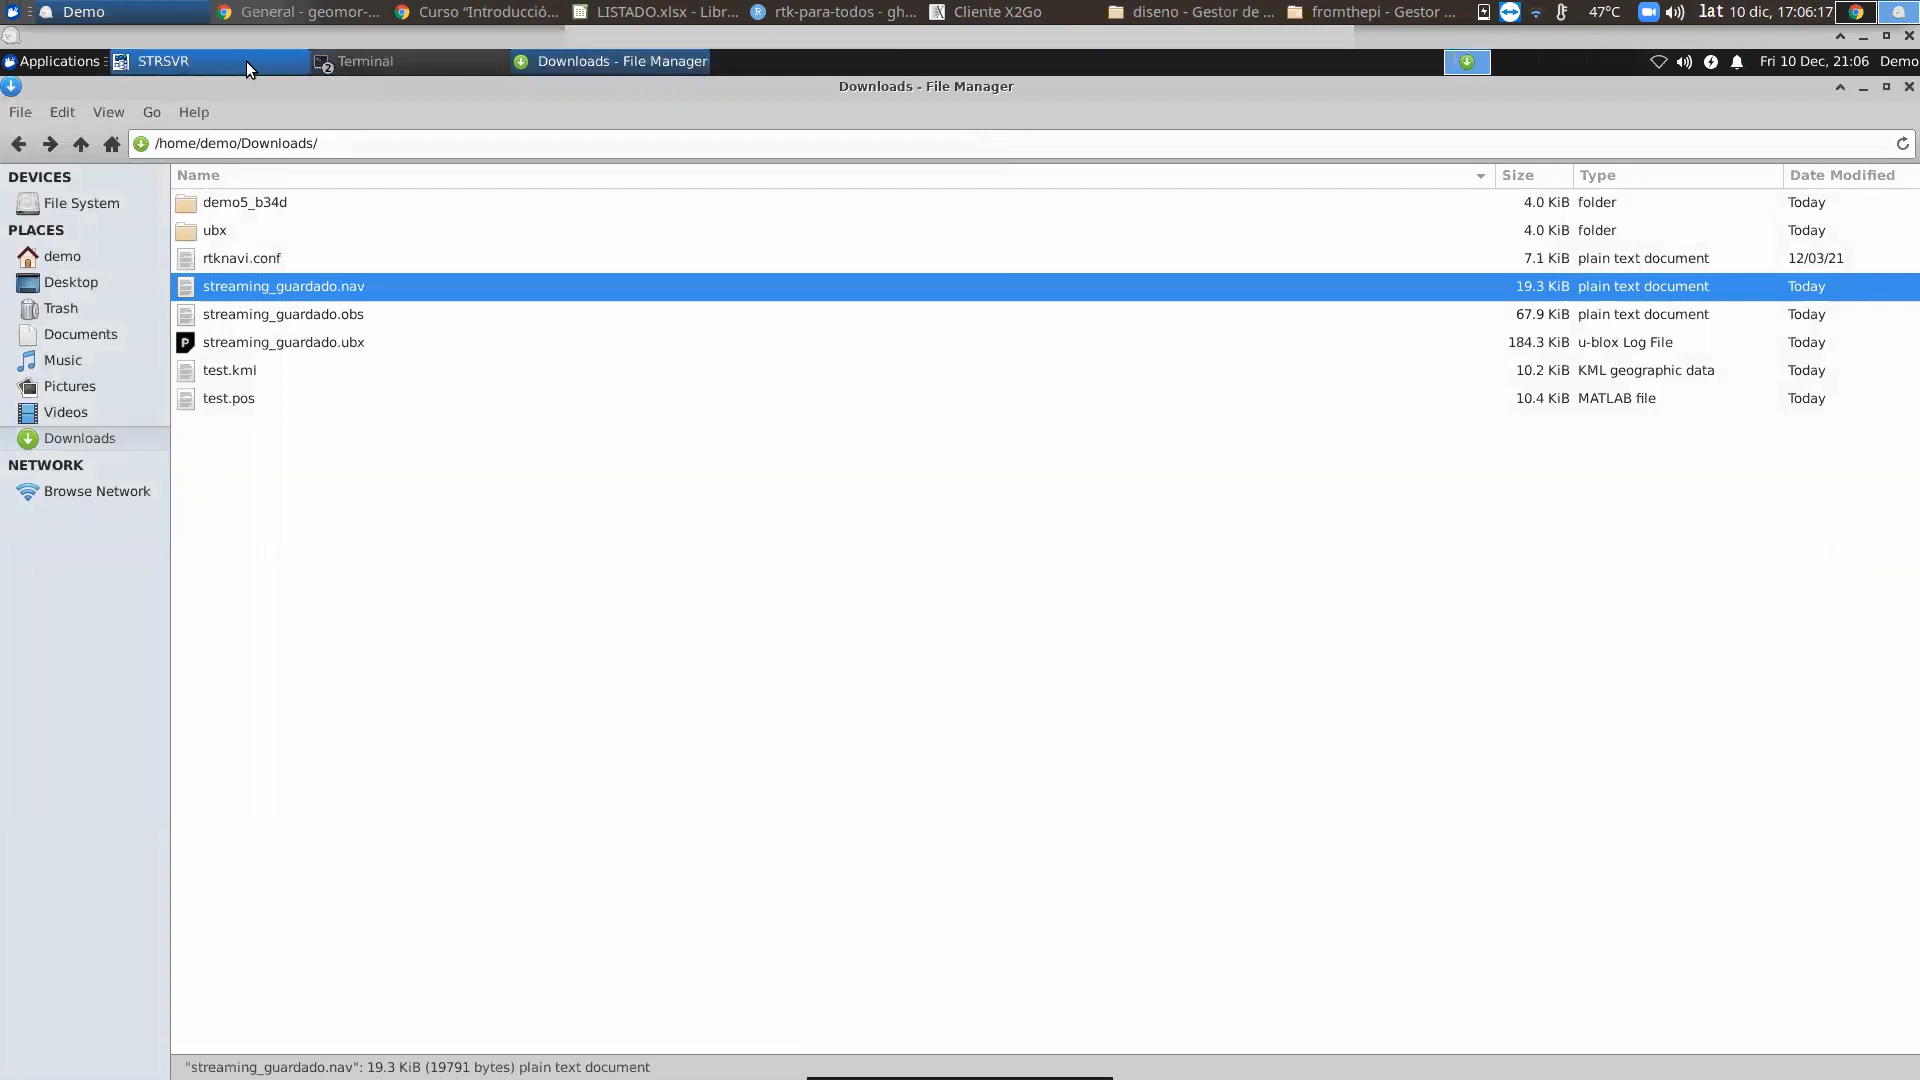 Demo General - geomor-... Curso “Introducció... LISTADO.xlsx - Libr... rtk-para-todos - gh... Cliente X2Go diseno - Gestor de ... fromthepi - Gestor ... 47°C lat 10 dic, 17:06:17
Applications STRSVR 2 Terminal Downloads - File Manager Fri 10 Dec, 21:06 Demo
Downloads - File Manager
File Edit View Go Help
/home/demo/Downloads/
DEVICES
File System
PLACES
demo
Desktop
Trash
Documents
Music
Pictures
Videos
Downloads
NETWORK
Browse Network
Name Size Type Date Modified
demo5_b34d 4.0 KiB folder Today
ubx 4.0 KiB folder Today
rtknavi.conf 7.1 KiB plain text document 12/03/21
streaming_guardado.nav 19.3 KiB plain text document Today
streaming_guardado.obs 67.9 KiB plain text document Today
P streaming_guardado.ubx 184.3 KiB u-blox Log File Today
test.kml 10.2 KiB KML geographic data Today
test.pos 10.4 KiB MATLAB file Today
"streaming_guardado.nav": 19.3 KiB (19791 bytes) plain text document